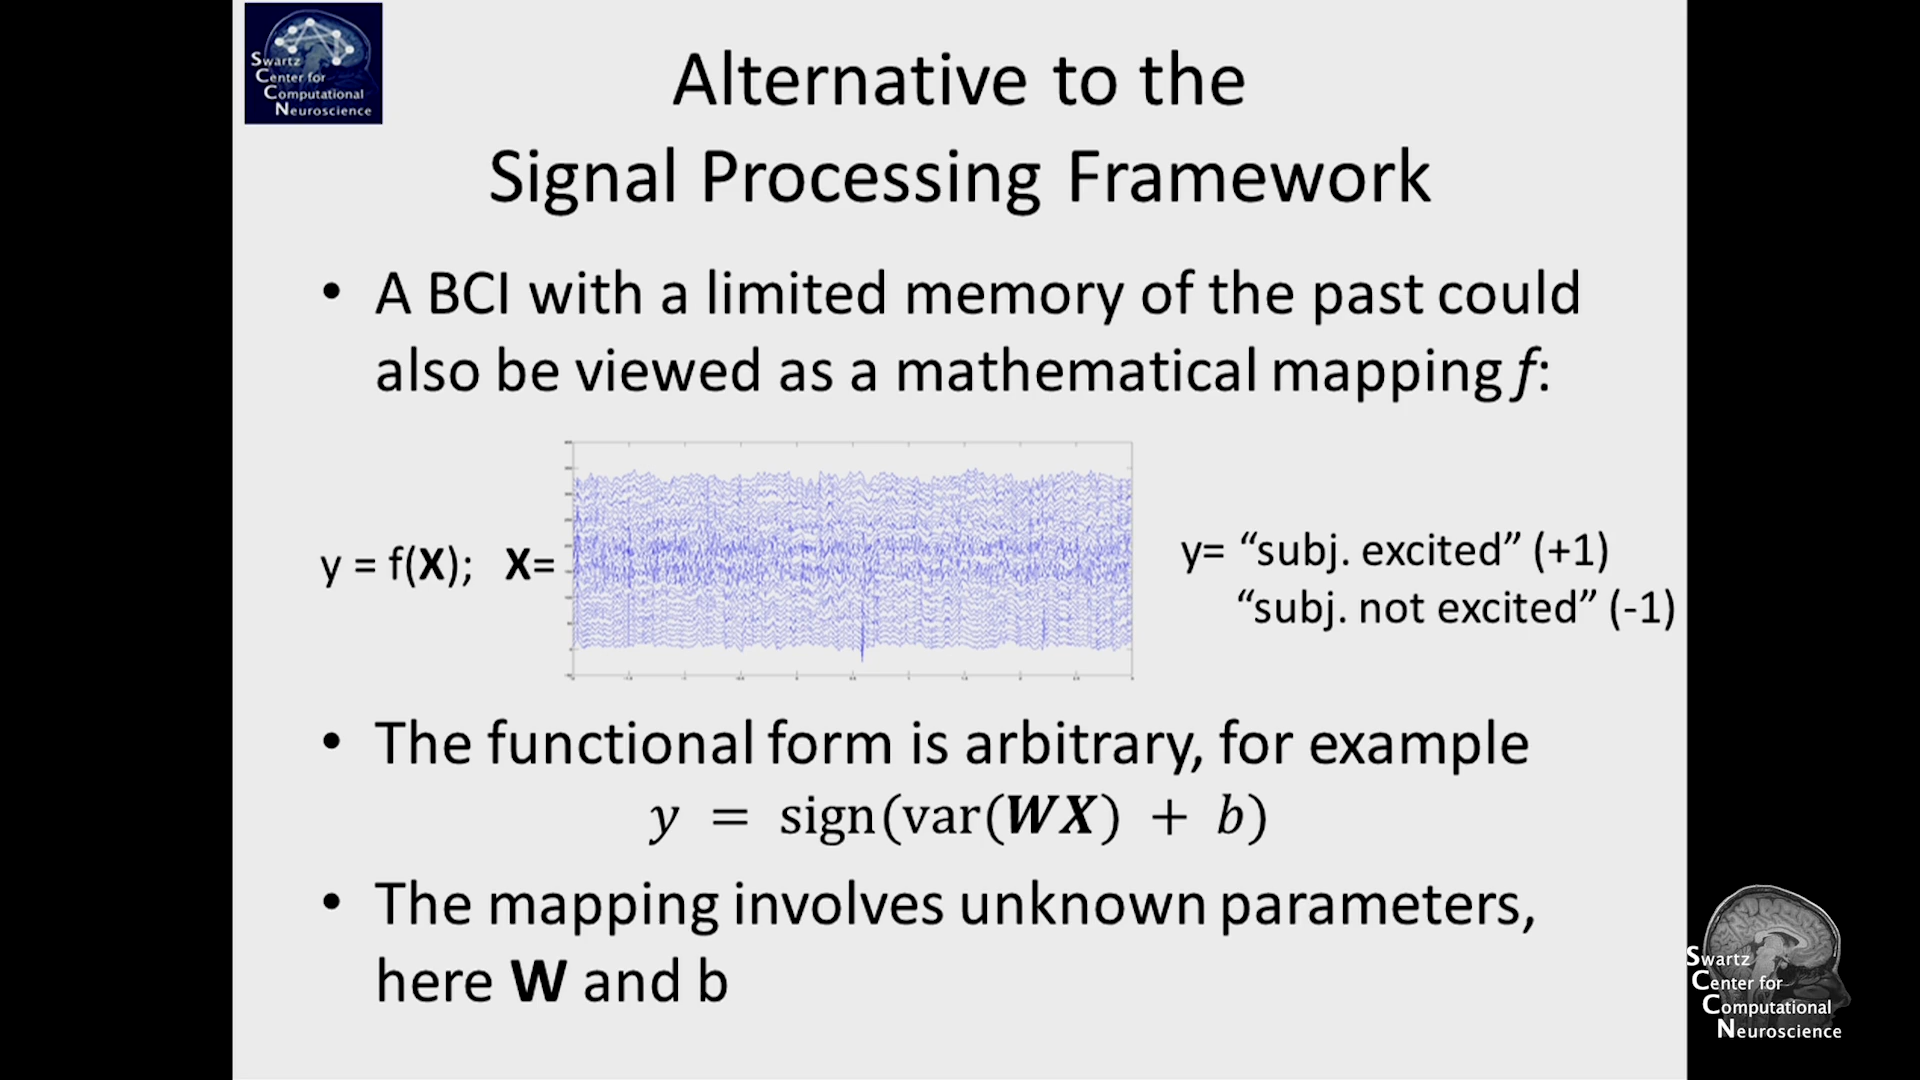 Swartz
Center for
Computational
Neuroscience
Alternative to the
Signal Processing Framework
• A BCI with a limited memory of the past could
also be viewed as a mathematical mapping f:
y = f(X); X=
y= “subj. excited” (+1)
“subj. not excited” (-1)
• The functional form is arbitrary, for example
y = sign(var(WX) + b)
• The mapping involves unknown parameters,
here W and b
Swartz
Center for
Computational
Neuroscience